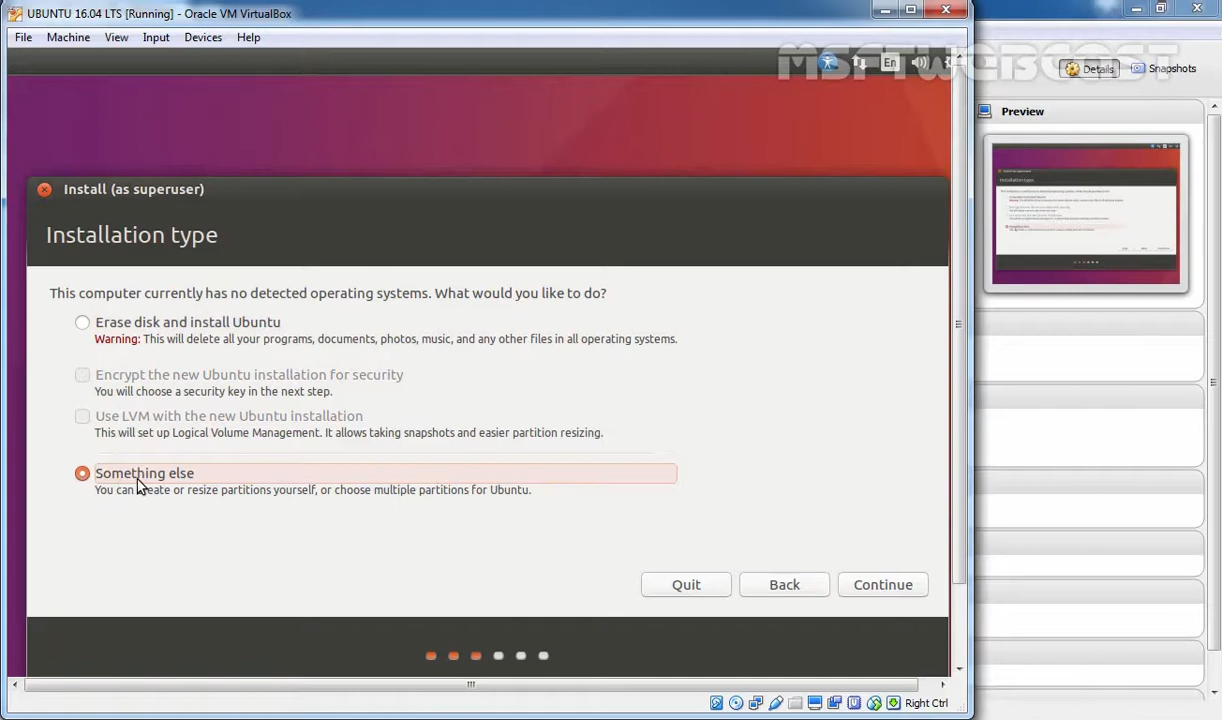 UBUNTU 16.04 LTS [Running] - Oracle VM VirtualBox
File Machine View Input Devices Help
MSFTWEBCAST
En
Details Snapshots
Preview
Install (as superuser)
Installation type
This computer currently has no detected operating systems. What would you like to do?
Erase disk and install Ubuntu
Warning: This will delete all your programs, documents, photos, music, and any other files in all operating systems.
Encrypt the new Ubuntu installation for security
You will choose a security key in the next step.
Use LVM with the new Ubuntu installation
This will set up Logical Volume Management. It allows taking snapshots and easier partition resizing.
Something else
You can create or resize partitions yourself, or choose multiple partitions for Ubuntu.
Quit Back Continue
Right Ctrl